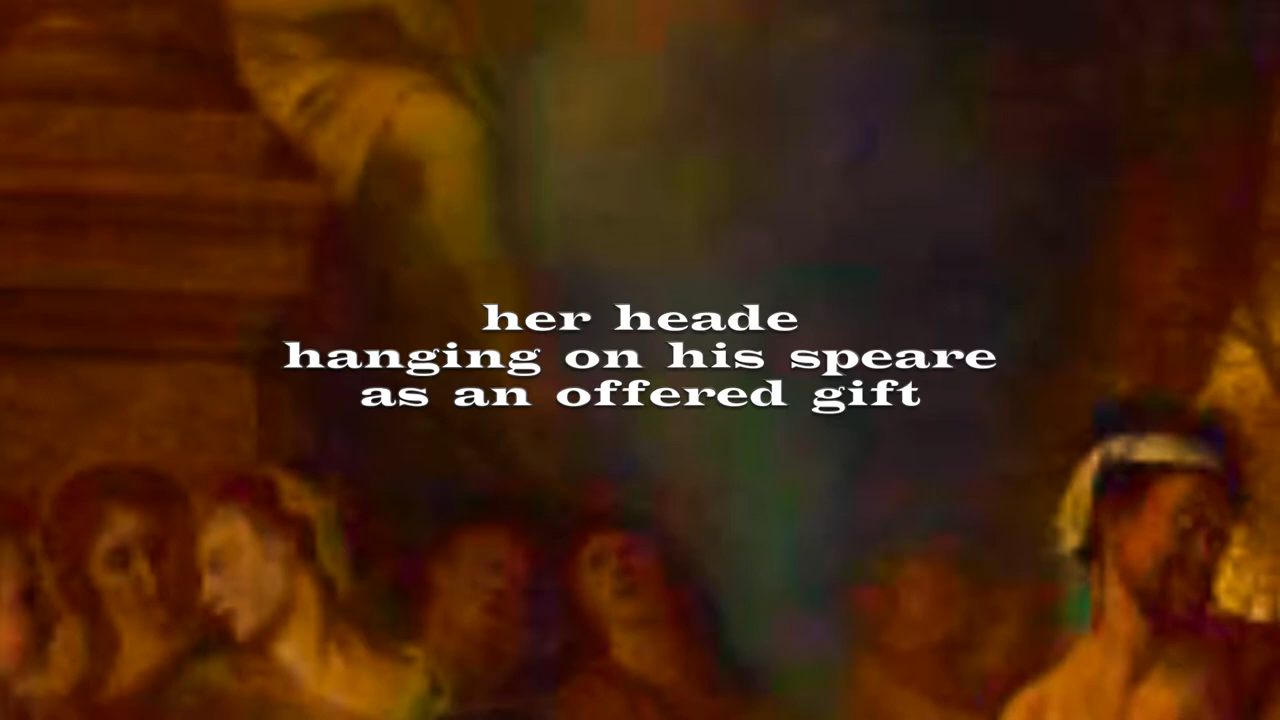 her heade
hanging on his speare
as an offered gift